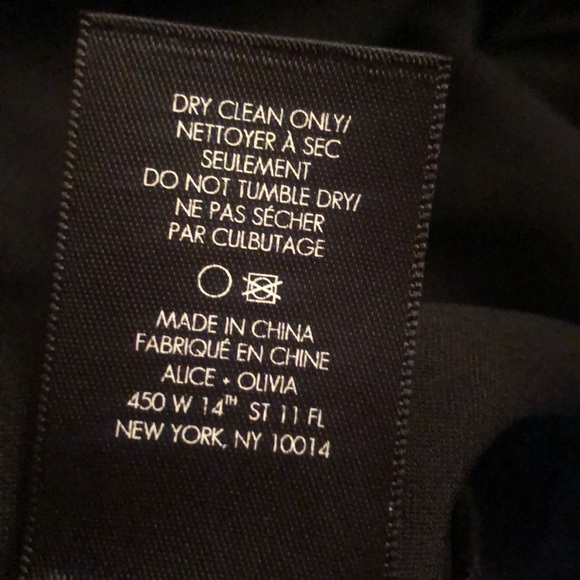 DRY CLEAN ONLY/
NETTOYER À SEC
SEULEMENT
DO NOT TUMBLE DRY/
NE PAS SÉCHER
PAR CULBUTAGE
MADE IN CHINA
FABRIQUÉ EN CHINE
ALICE + OLIVIA
450 W 14TH ST 11 FL
NEW YORK, NY 10014